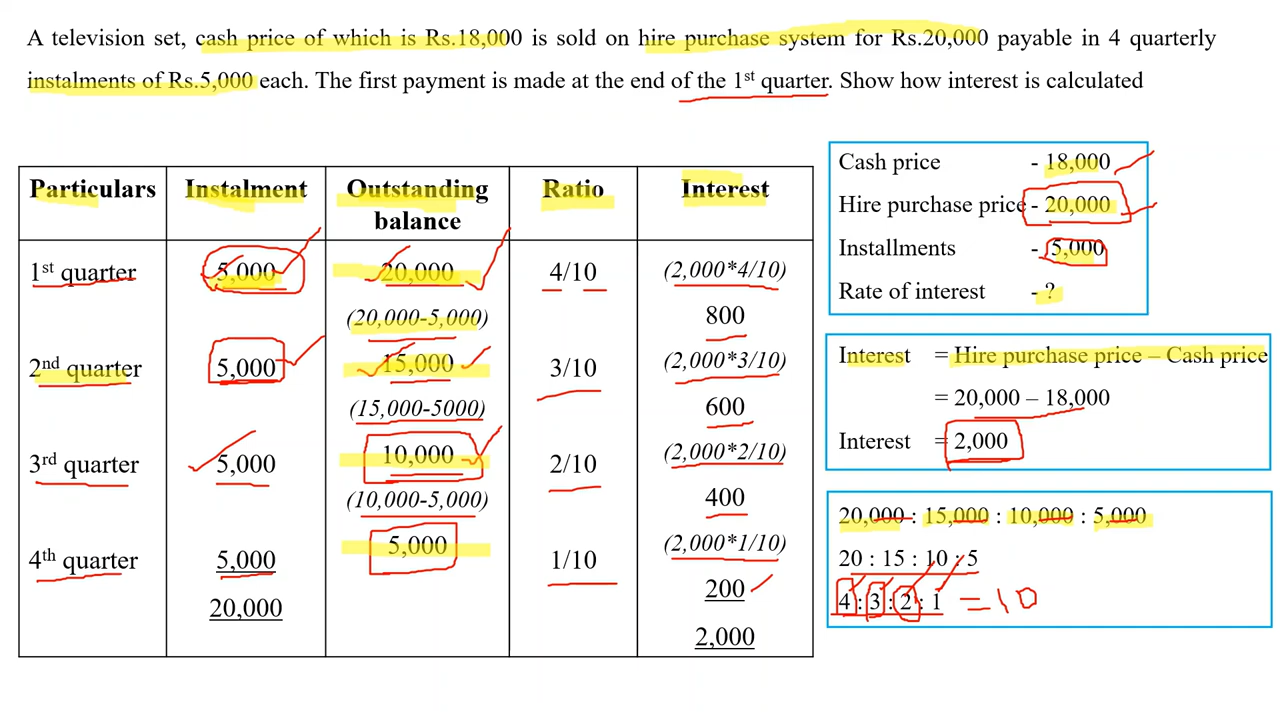 A television set, cash price of which is Rs.18,000 is sold on hire purchase system for Rs.20,000 payable in 4 quarterly
instalments of Rs.5,000 each. The first payment is made at the end of the 1st quarter. Show how interest is calculated
Particulars Instalment Outstanding balance Ratio Interest
1st quarter 5,000 20,000 4/10 (2,000*4/10)
(20,000-5,000) 800
2nd quarter 5,000 15,000 3/10 (2,000*3/10)
(15,000-5000) 600
3rd quarter 5,000 10,000 2/10 (2,000*2/10)
(10,000-5,000) 400
4th quarter 5,000 5,000 1/10 (2,000*1/10)
200
20,000 2,000
Cash price - 18,000
Hire purchase price - 20,000
Installments - 5,000
Rate of interest - ?
Interest = Hire purchase price – Cash price
= 20,000 – 18,000
Interest = 2,000
20,000 : 15,000 : 10,000 : 5,000
20 : 15 : 10 : 5
4 : 3 : 2 : 1 = 10